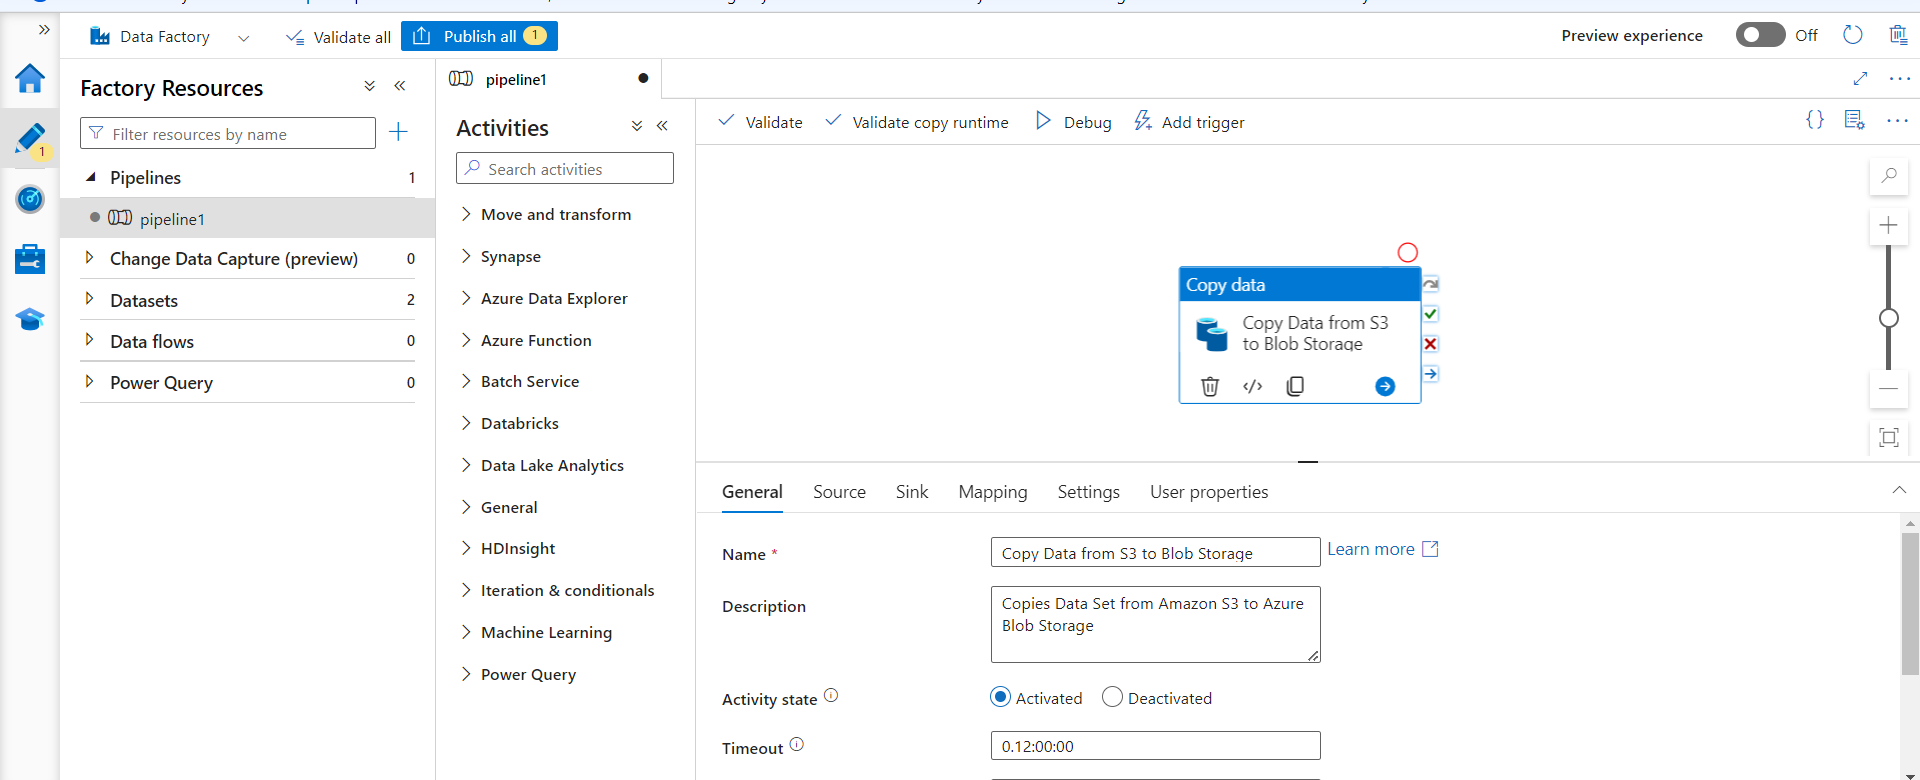 Data Factory
Validate all
Publish all 1
Preview experience
Off
1
Factory Resources
Filter resources by name
Pipelines 1
pipeline1
Change Data Capture (preview) 0
Datasets 2
Data flows 0
Power Query 0
pipeline1
Activities
Search activities
Move and transform
Synapse
Azure Data Explorer
Azure Function
Batch Service
Databricks
Data Lake Analytics
General
HDInsight
Iteration & conditionals
Machine Learning
Power Query
Validate
Validate copy runtime
Debug
Add trigger
Copy data
Copy Data from S3
to Blob Storage
General Source Sink Mapping Settings User properties
Name *
Copy Data from S3 to Blob Storage
Learn more
Description
Copies Data Set from Amazon S3 to Azure
Blob Storage
Activity state
Activated Deactivated
Timeout
0.12:00:00